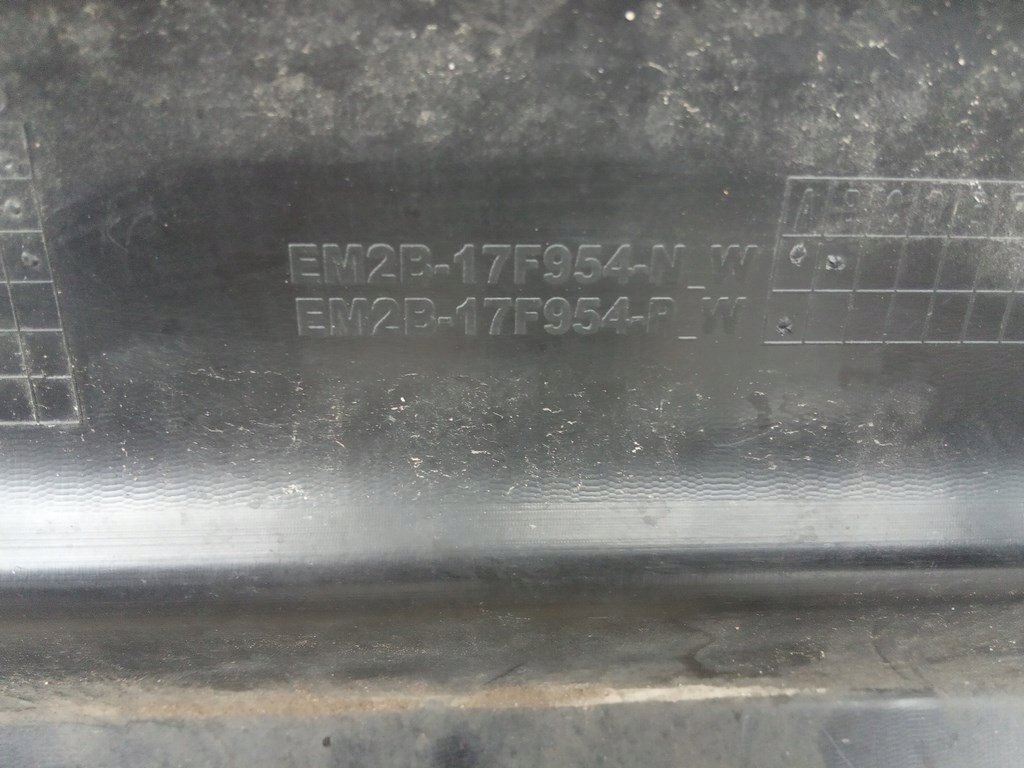 EM2B-17F954-N_W
EM2B-17F954-P_W
A B C D E F